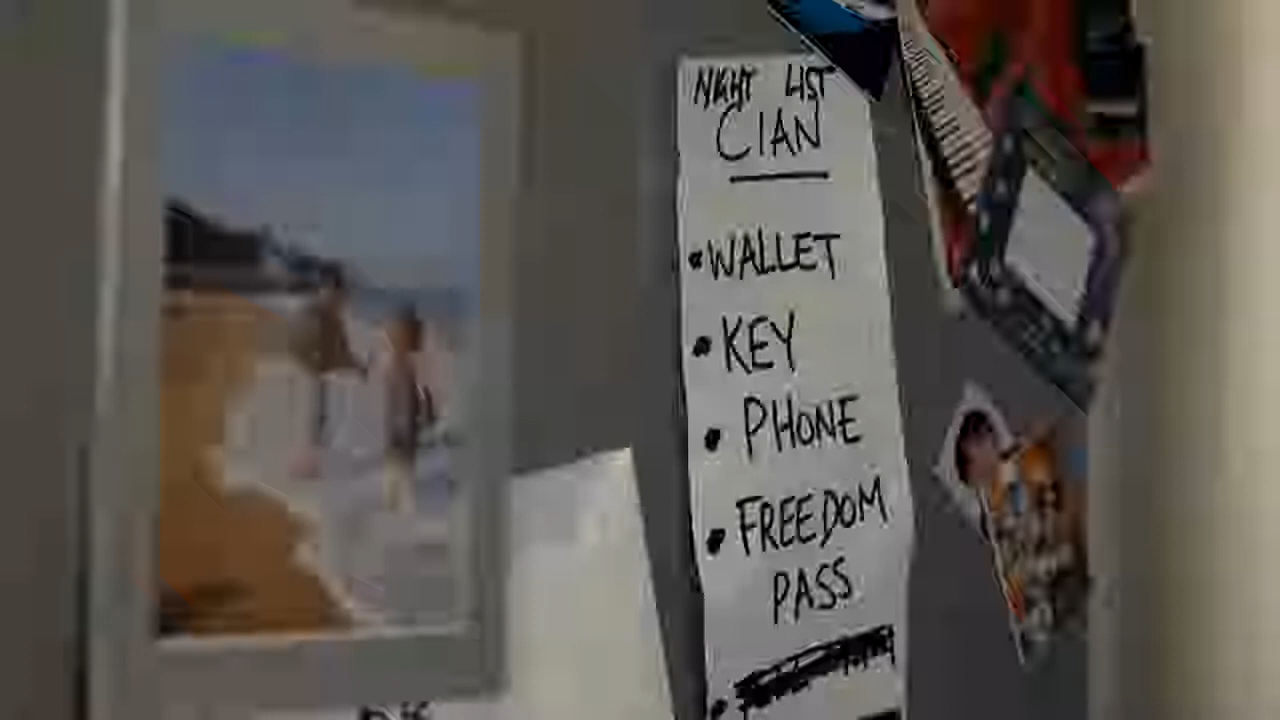 NIGHT LIST
CIAN
• WALLET
• KEY
• PHONE
• FREEDOM
PASS
•